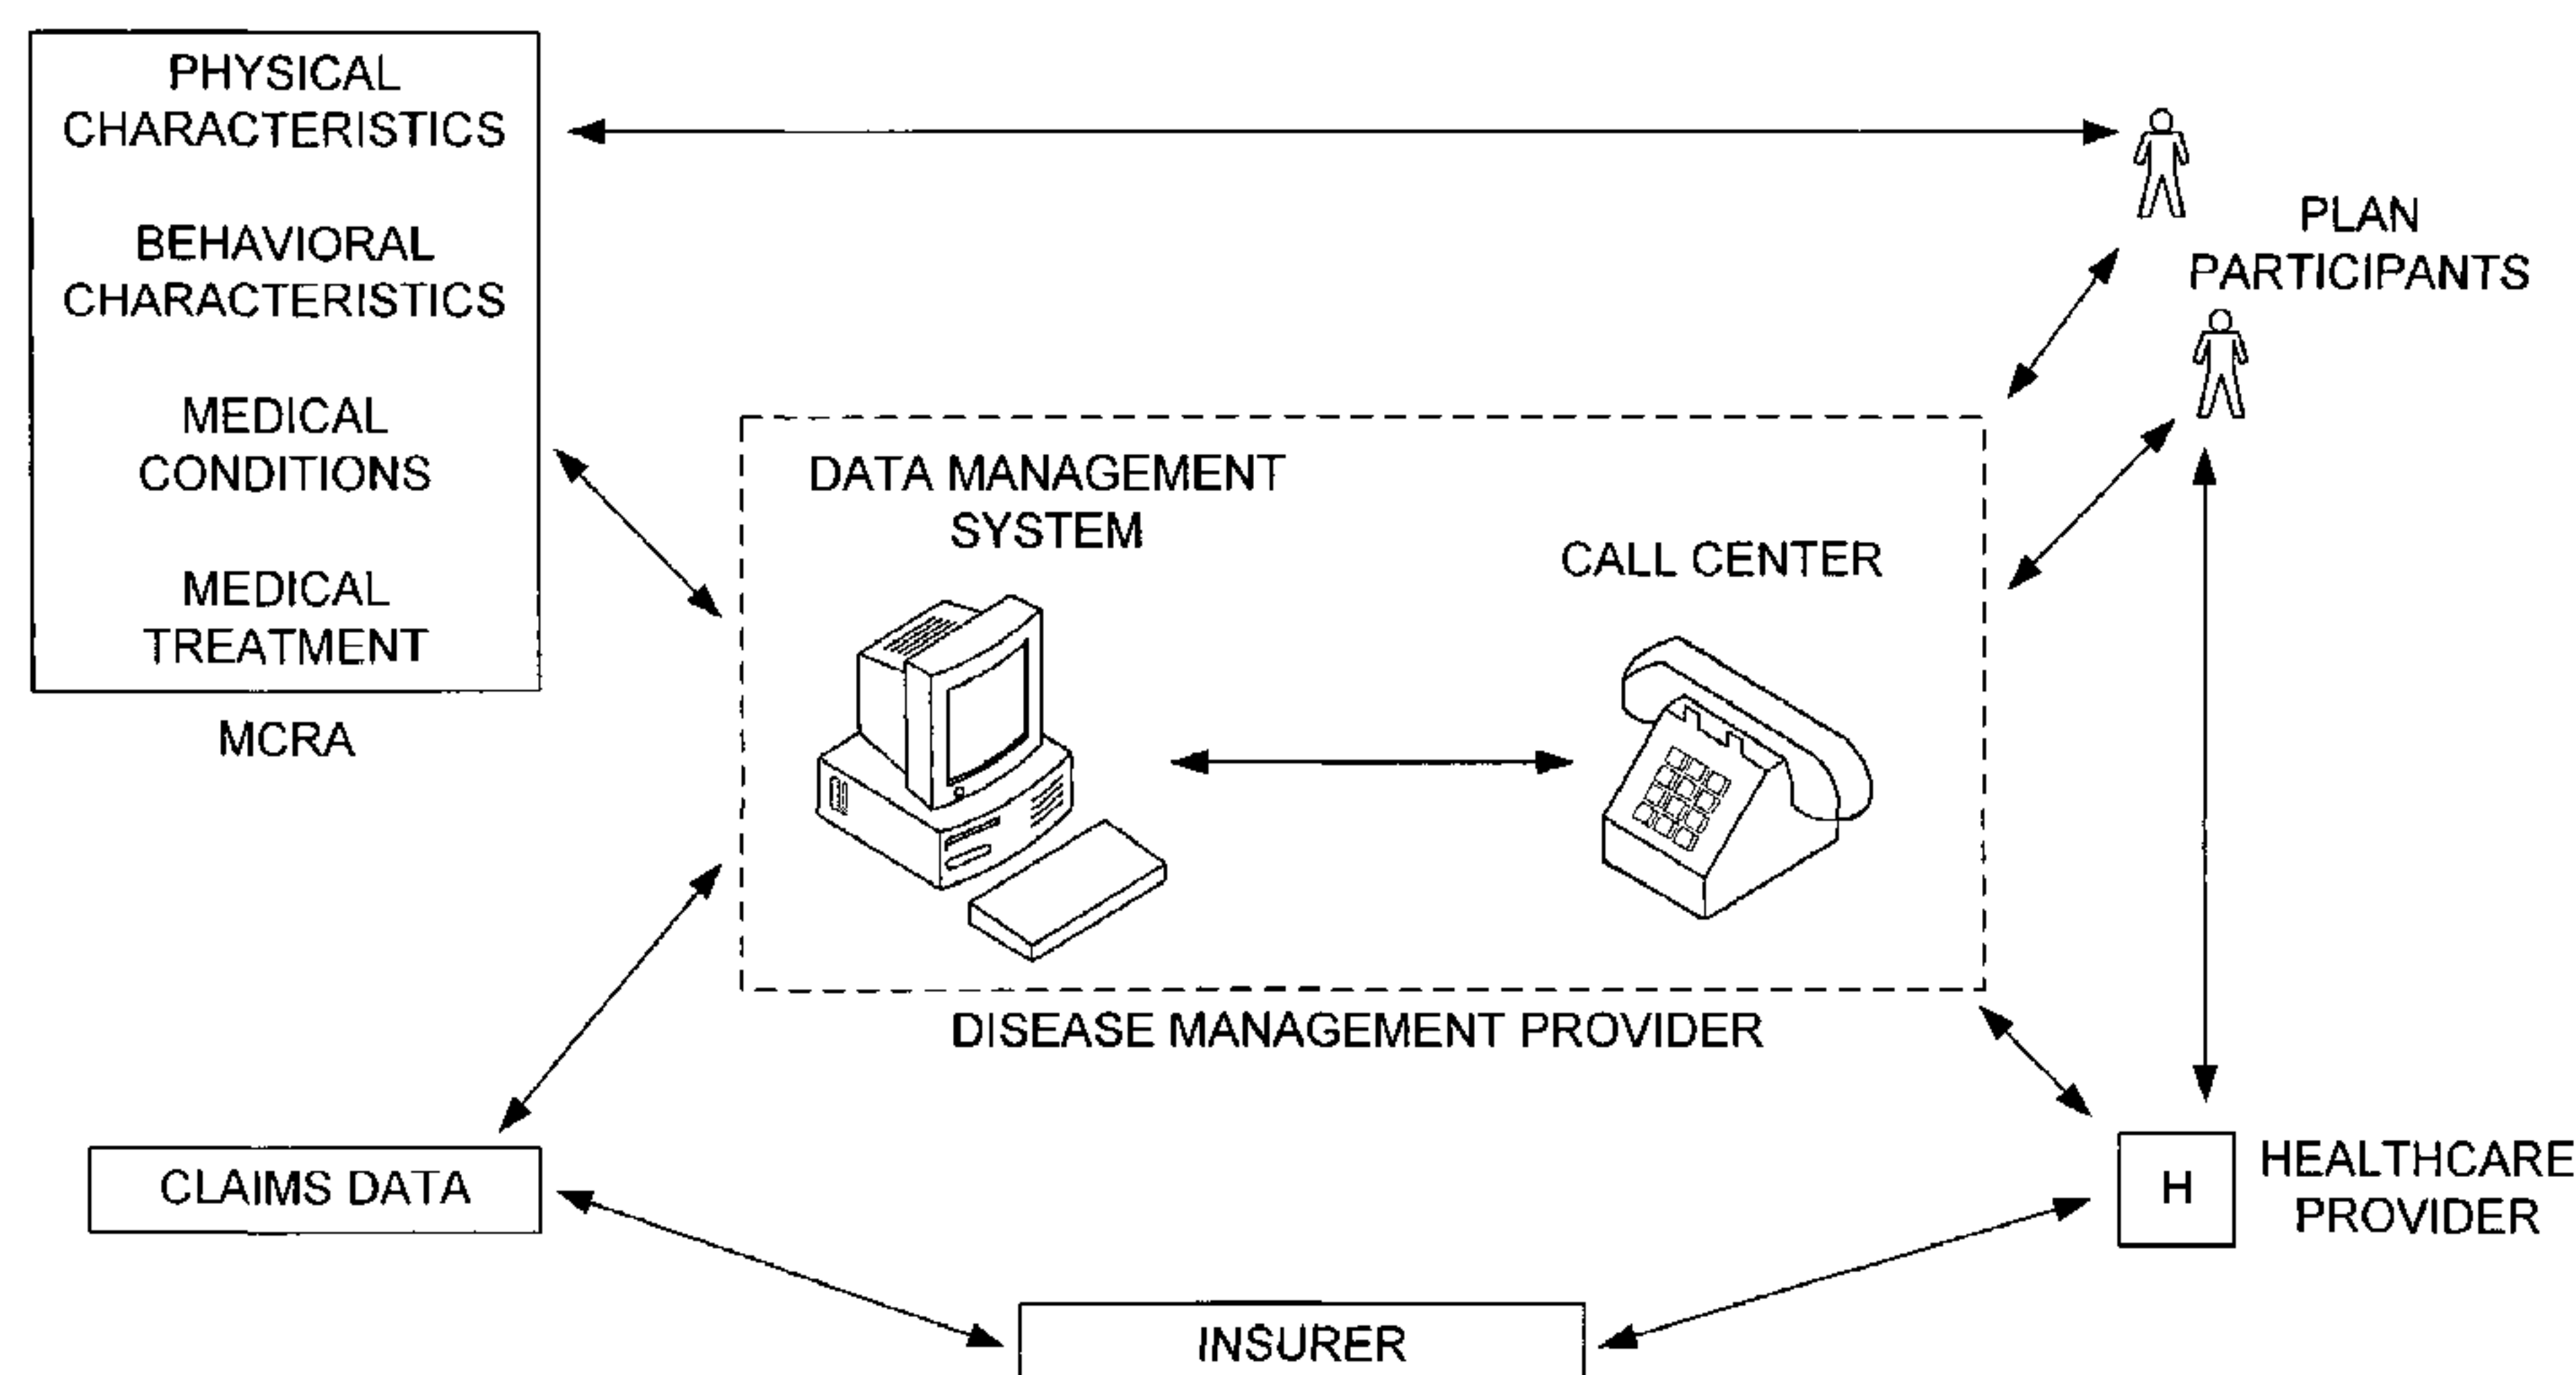 PHYSICAL
CHARACTERISTICS
BEHAVIORAL
CHARACTERISTICS
MEDICAL
CONDITIONS
MEDICAL
TREATMENT
MCRA
PLAN
PARTICIPANTS
DATA MANAGEMENT
SYSTEM
CALL CENTER
DISEASE MANAGEMENT PROVIDER
CLAIMS DATA
H
HEALTHCARE
PROVIDER
INSURER